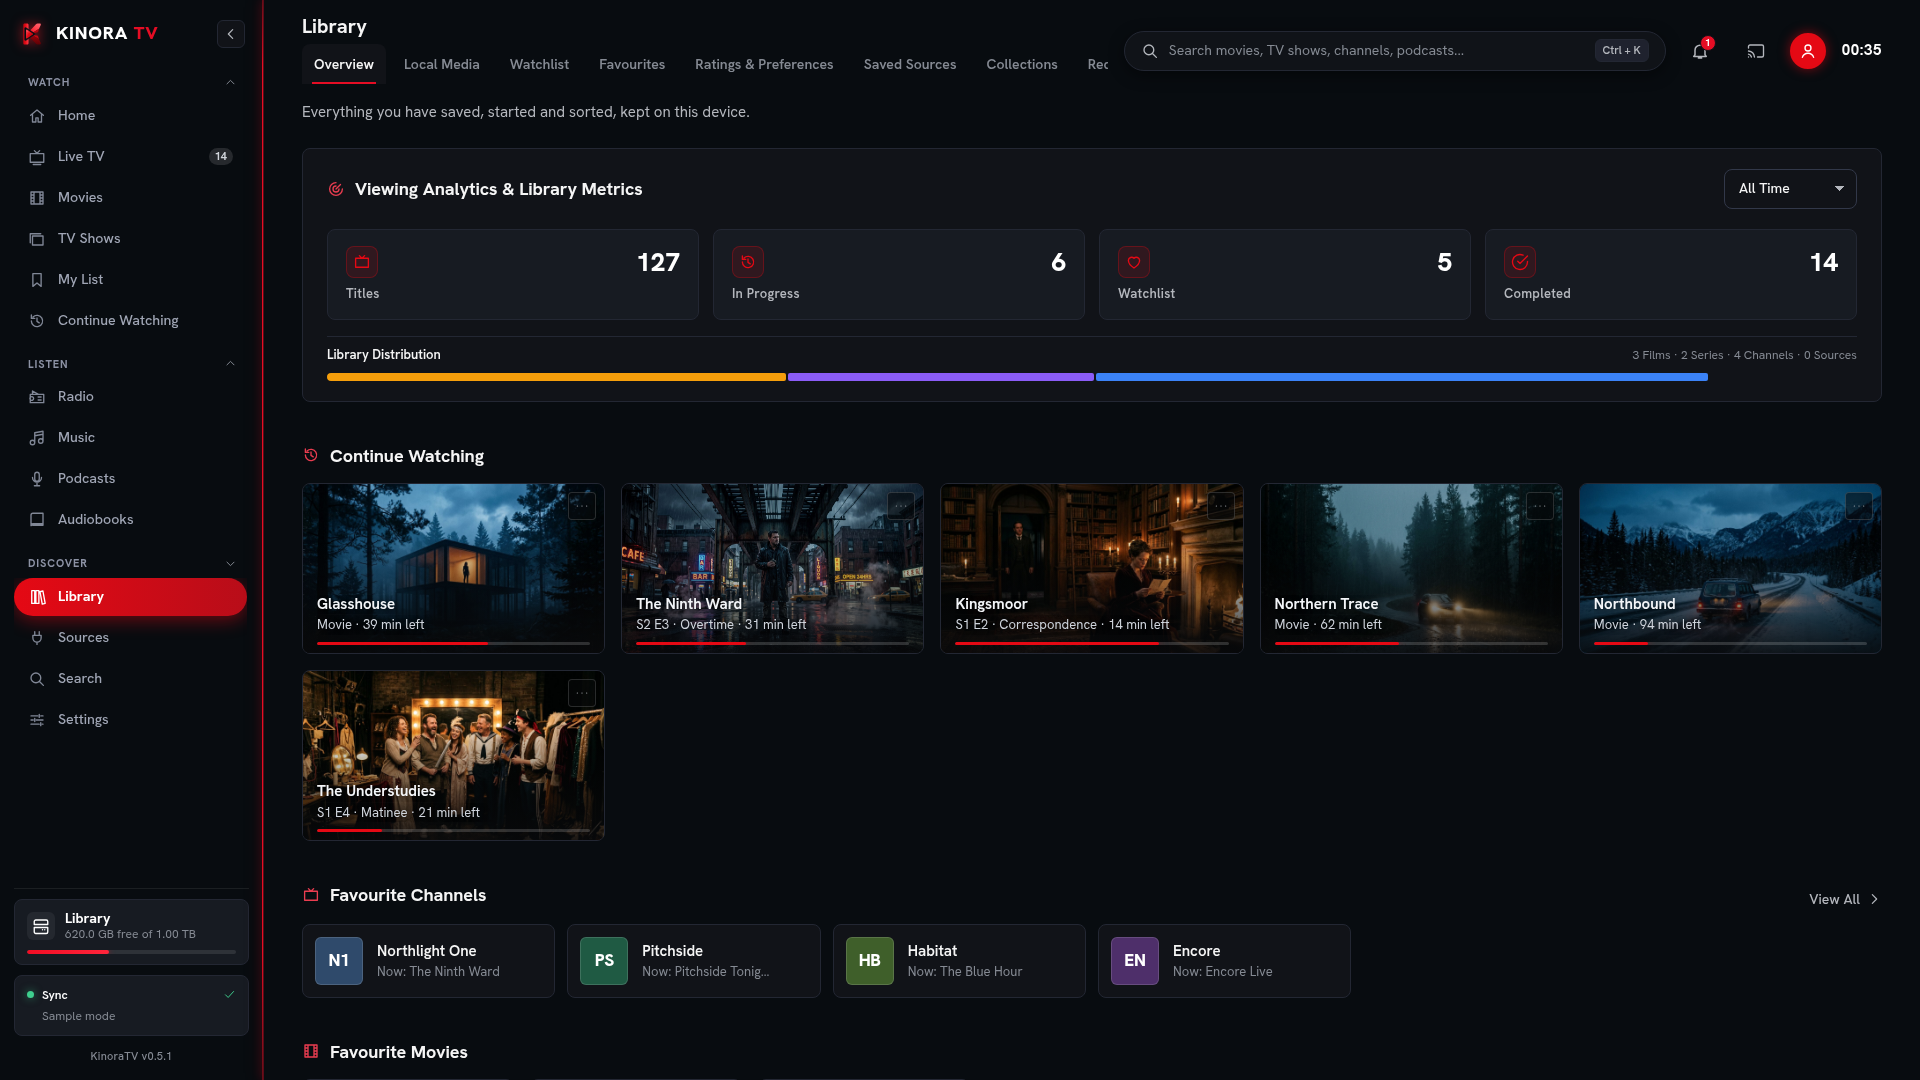 KINORA TV
WATCH
Home
Live TV
14
Movies
TV Shows
My List
Continue Watching
LISTEN
Radio
Music
Podcasts
Audiobooks
DISCOVER
Library
Sources
Search
Settings
Library
620.0 GB free of 1.00 TB
Sync
Sample mode
KinoraTV v0.5.1
Library
Overview
Local Media
Watchlist
Favourites
Ratings & Preferences
Saved Sources
Collections
Rec
Search movies, TV shows, channels, podcasts...
Ctrl + K
1
00:35
Everything you have saved, started and sorted, kept on this device.
Viewing Analytics & Library Metrics
All Time
127
Titles
6
In Progress
5
Watchlist
14
Completed
Library Distribution
3 Films · 2 Series · 4 Channels · 0 Sources
Continue Watching
Glasshouse
Movie · 39 min left
CAFE
BAR
OPEN 24HRS
The Ninth Ward
S2 E3 · Overtime · 31 min left
Kingsmoor
S1 E2 · Correspondence · 14 min left
Northern Trace
Movie · 62 min left
Northbound
Movie · 94 min left
The Understudies
S1 E4 · Matinee · 21 min left
Favourite Channels
View All
N1
Northlight One
Now: The Ninth Ward
PS
Pitchside
Now: Pitchside Tonig...
HB
Habitat
Now: The Blue Hour
EN
Encore
Now: Encore Live
Favourite Movies